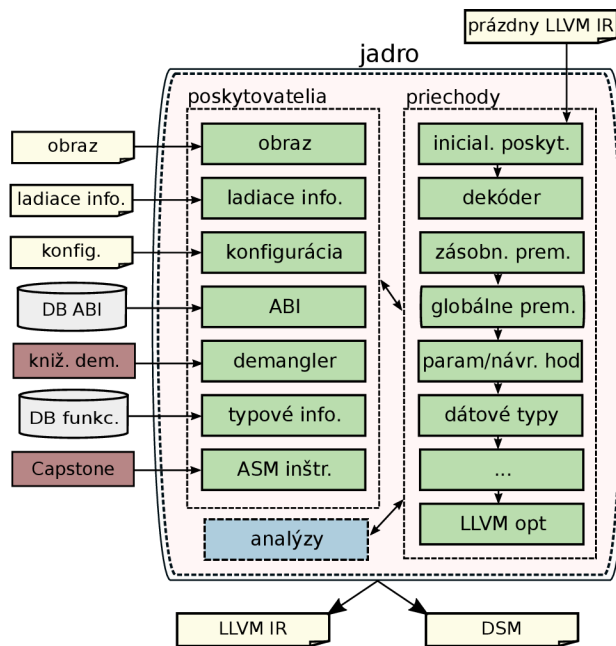 prázdny LLVM IR
jadro
poskytovatelia
priechody
obraz
obraz
inicial. poskyt.
ladiace info.
ladiace info.
dekóder
konfig.
konfigurácia
zásobn. prem.
DB ABI
ABI
globálne prem.
kniž. dem.
demangler
param/návr. hod
DB funkc.
typové info.
dátové typy
Capstone
ASM inštr.
...
analýzy
LLVM opt
LLVM IR
DSM